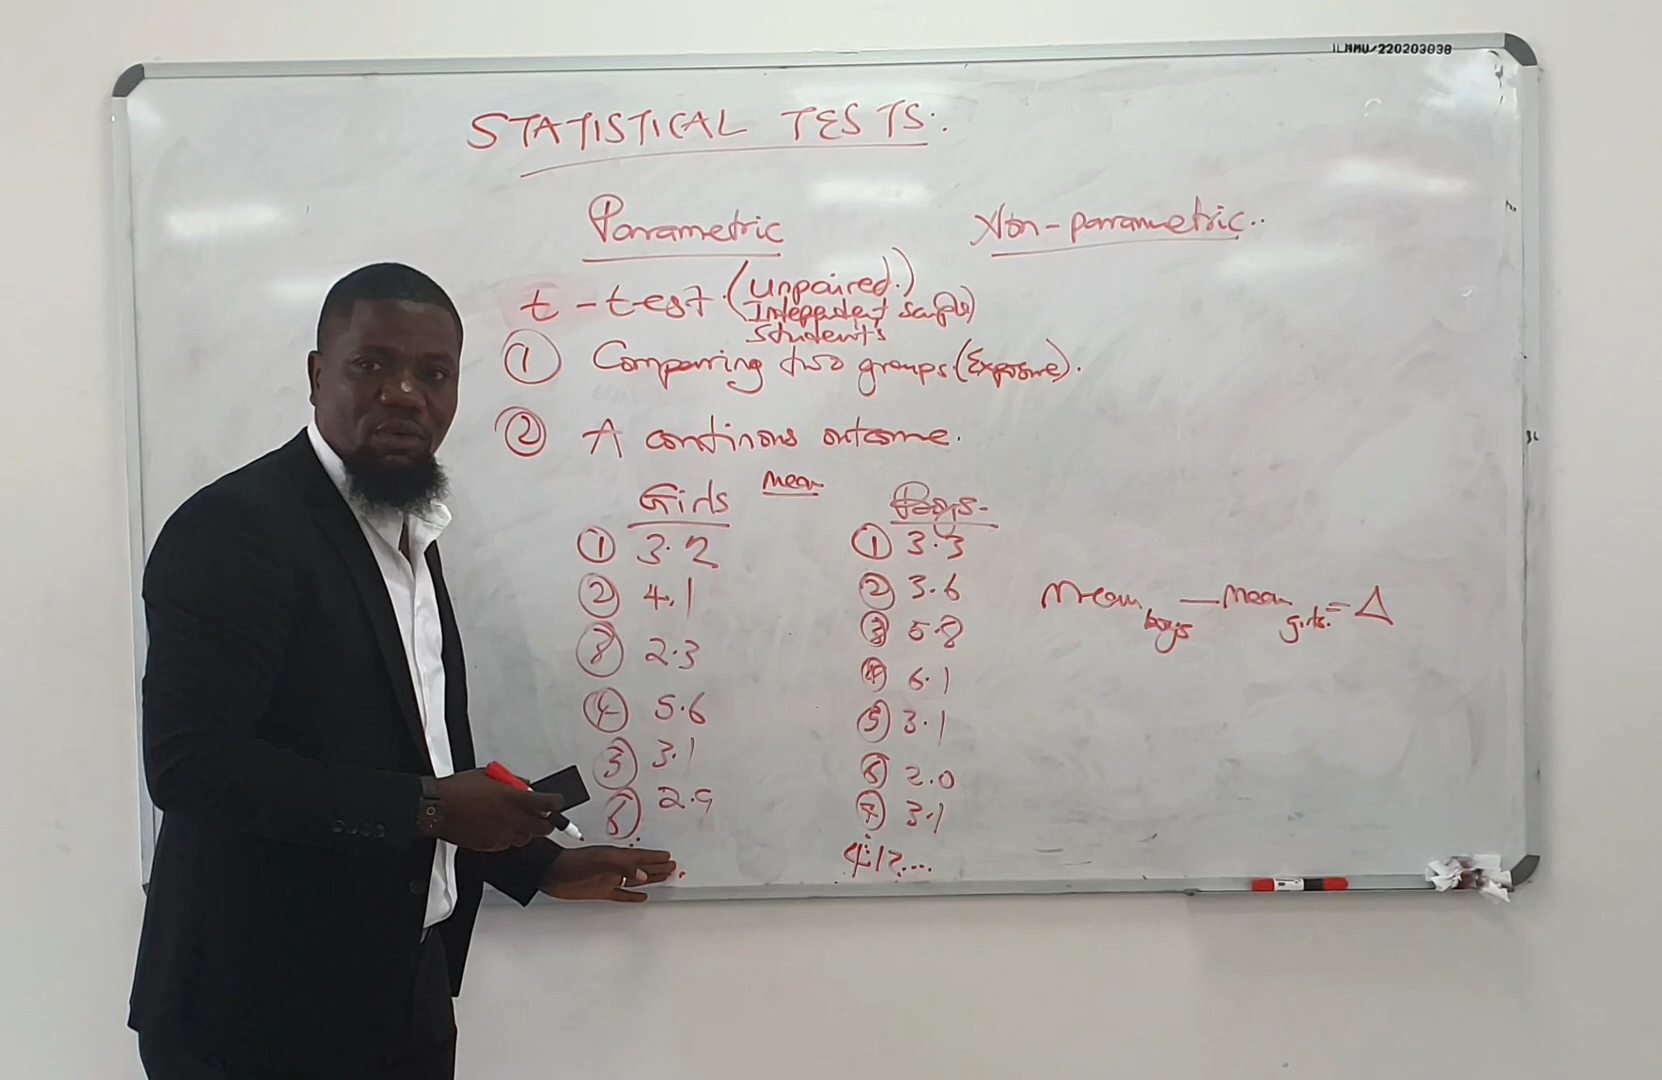 ILMMU/220203038
STATISTICAL TESTS.
Parametric
Non-parametric..
t-test (Unpaired.)
Independent sample)
Student's
① Comparing two groups (Exposure).
② A continous outcome.
Mean
Girls
① 3.2
② 4.1
③ 2.3
④ 5.6
⑤ 3.1
⑥ 2.9
Boys
① 3.3
② 3.6
③ 5.8
④ 6.1
⑤ 3.1
⑥ 2.0
⑦ 3.1
Mean boys — Mean girls. = Δ